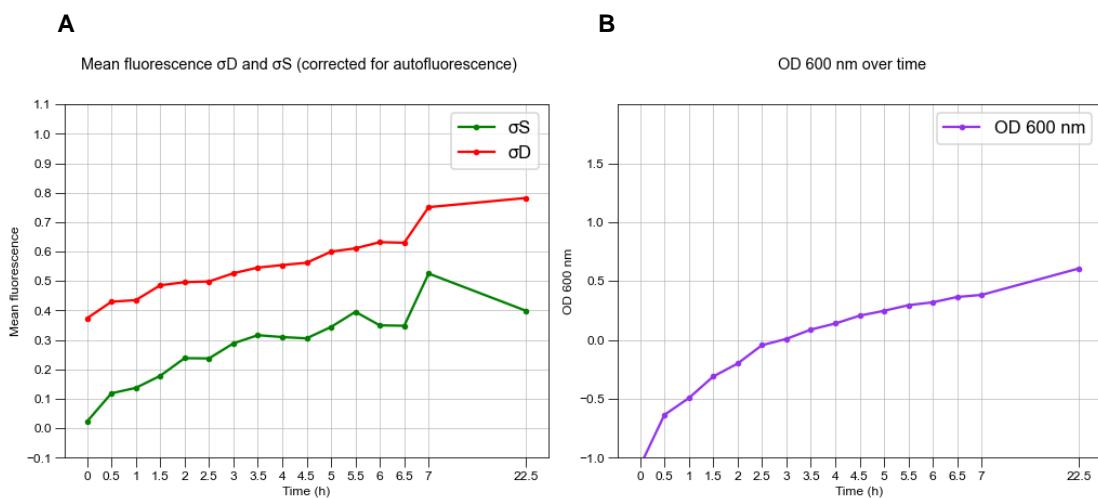 A
Mean fluorescence σD and σS (corrected for autofluorescence)
1.1
1.0
0.9
0.8
0.7
0.6
0.5
0.4
0.3
0.2
0.1
0.0
−0.1
Mean fluorescence
σS
σD
0 0.5 1 1.5 2 2.5 3 3.5 4 4.5 5 5.5 6 6.5 7 22.5
Time (h)
B
OD 600 nm over time
1.5
1.0
0.5
0.0
−0.5
−1.0
OD 600 nm
OD 600 nm
0 0.5 1 1.5 2 2.5 3 3.5 4 4.5 5 5.5 6 6.5 7 22.5
Time (h)